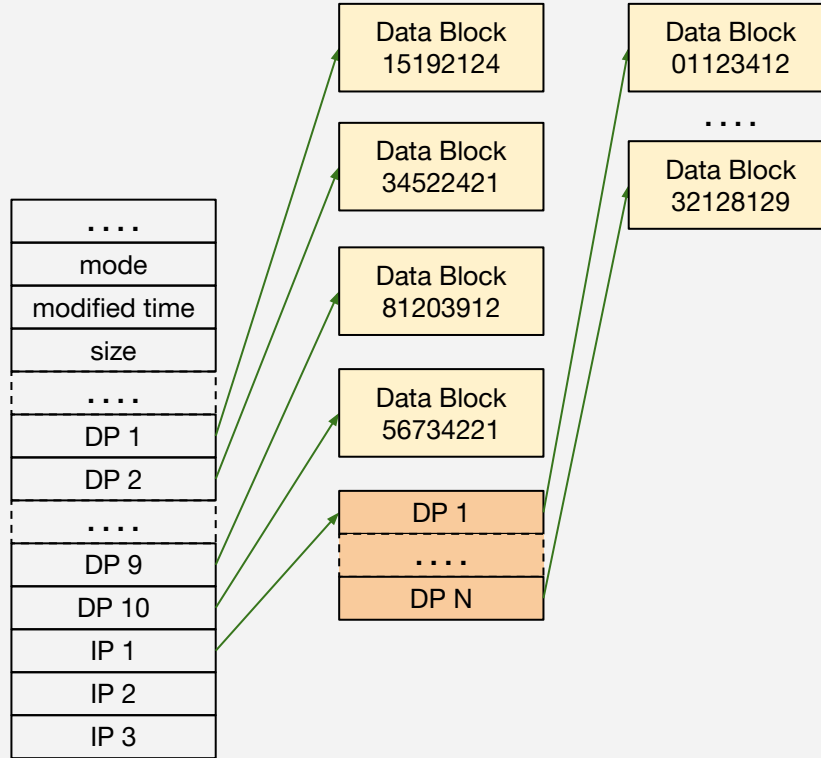 . . . .
mode
modified time
size
. . . .
DP 1
DP 2
. . . .
DP 9
DP 10
IP 1
IP 2
IP 3
Data Block
15192124
Data Block
34522421
Data Block
81203912
Data Block
56734221
DP 1
. . . .
DP N
Data Block
01123412
. . . .
Data Block
32128129